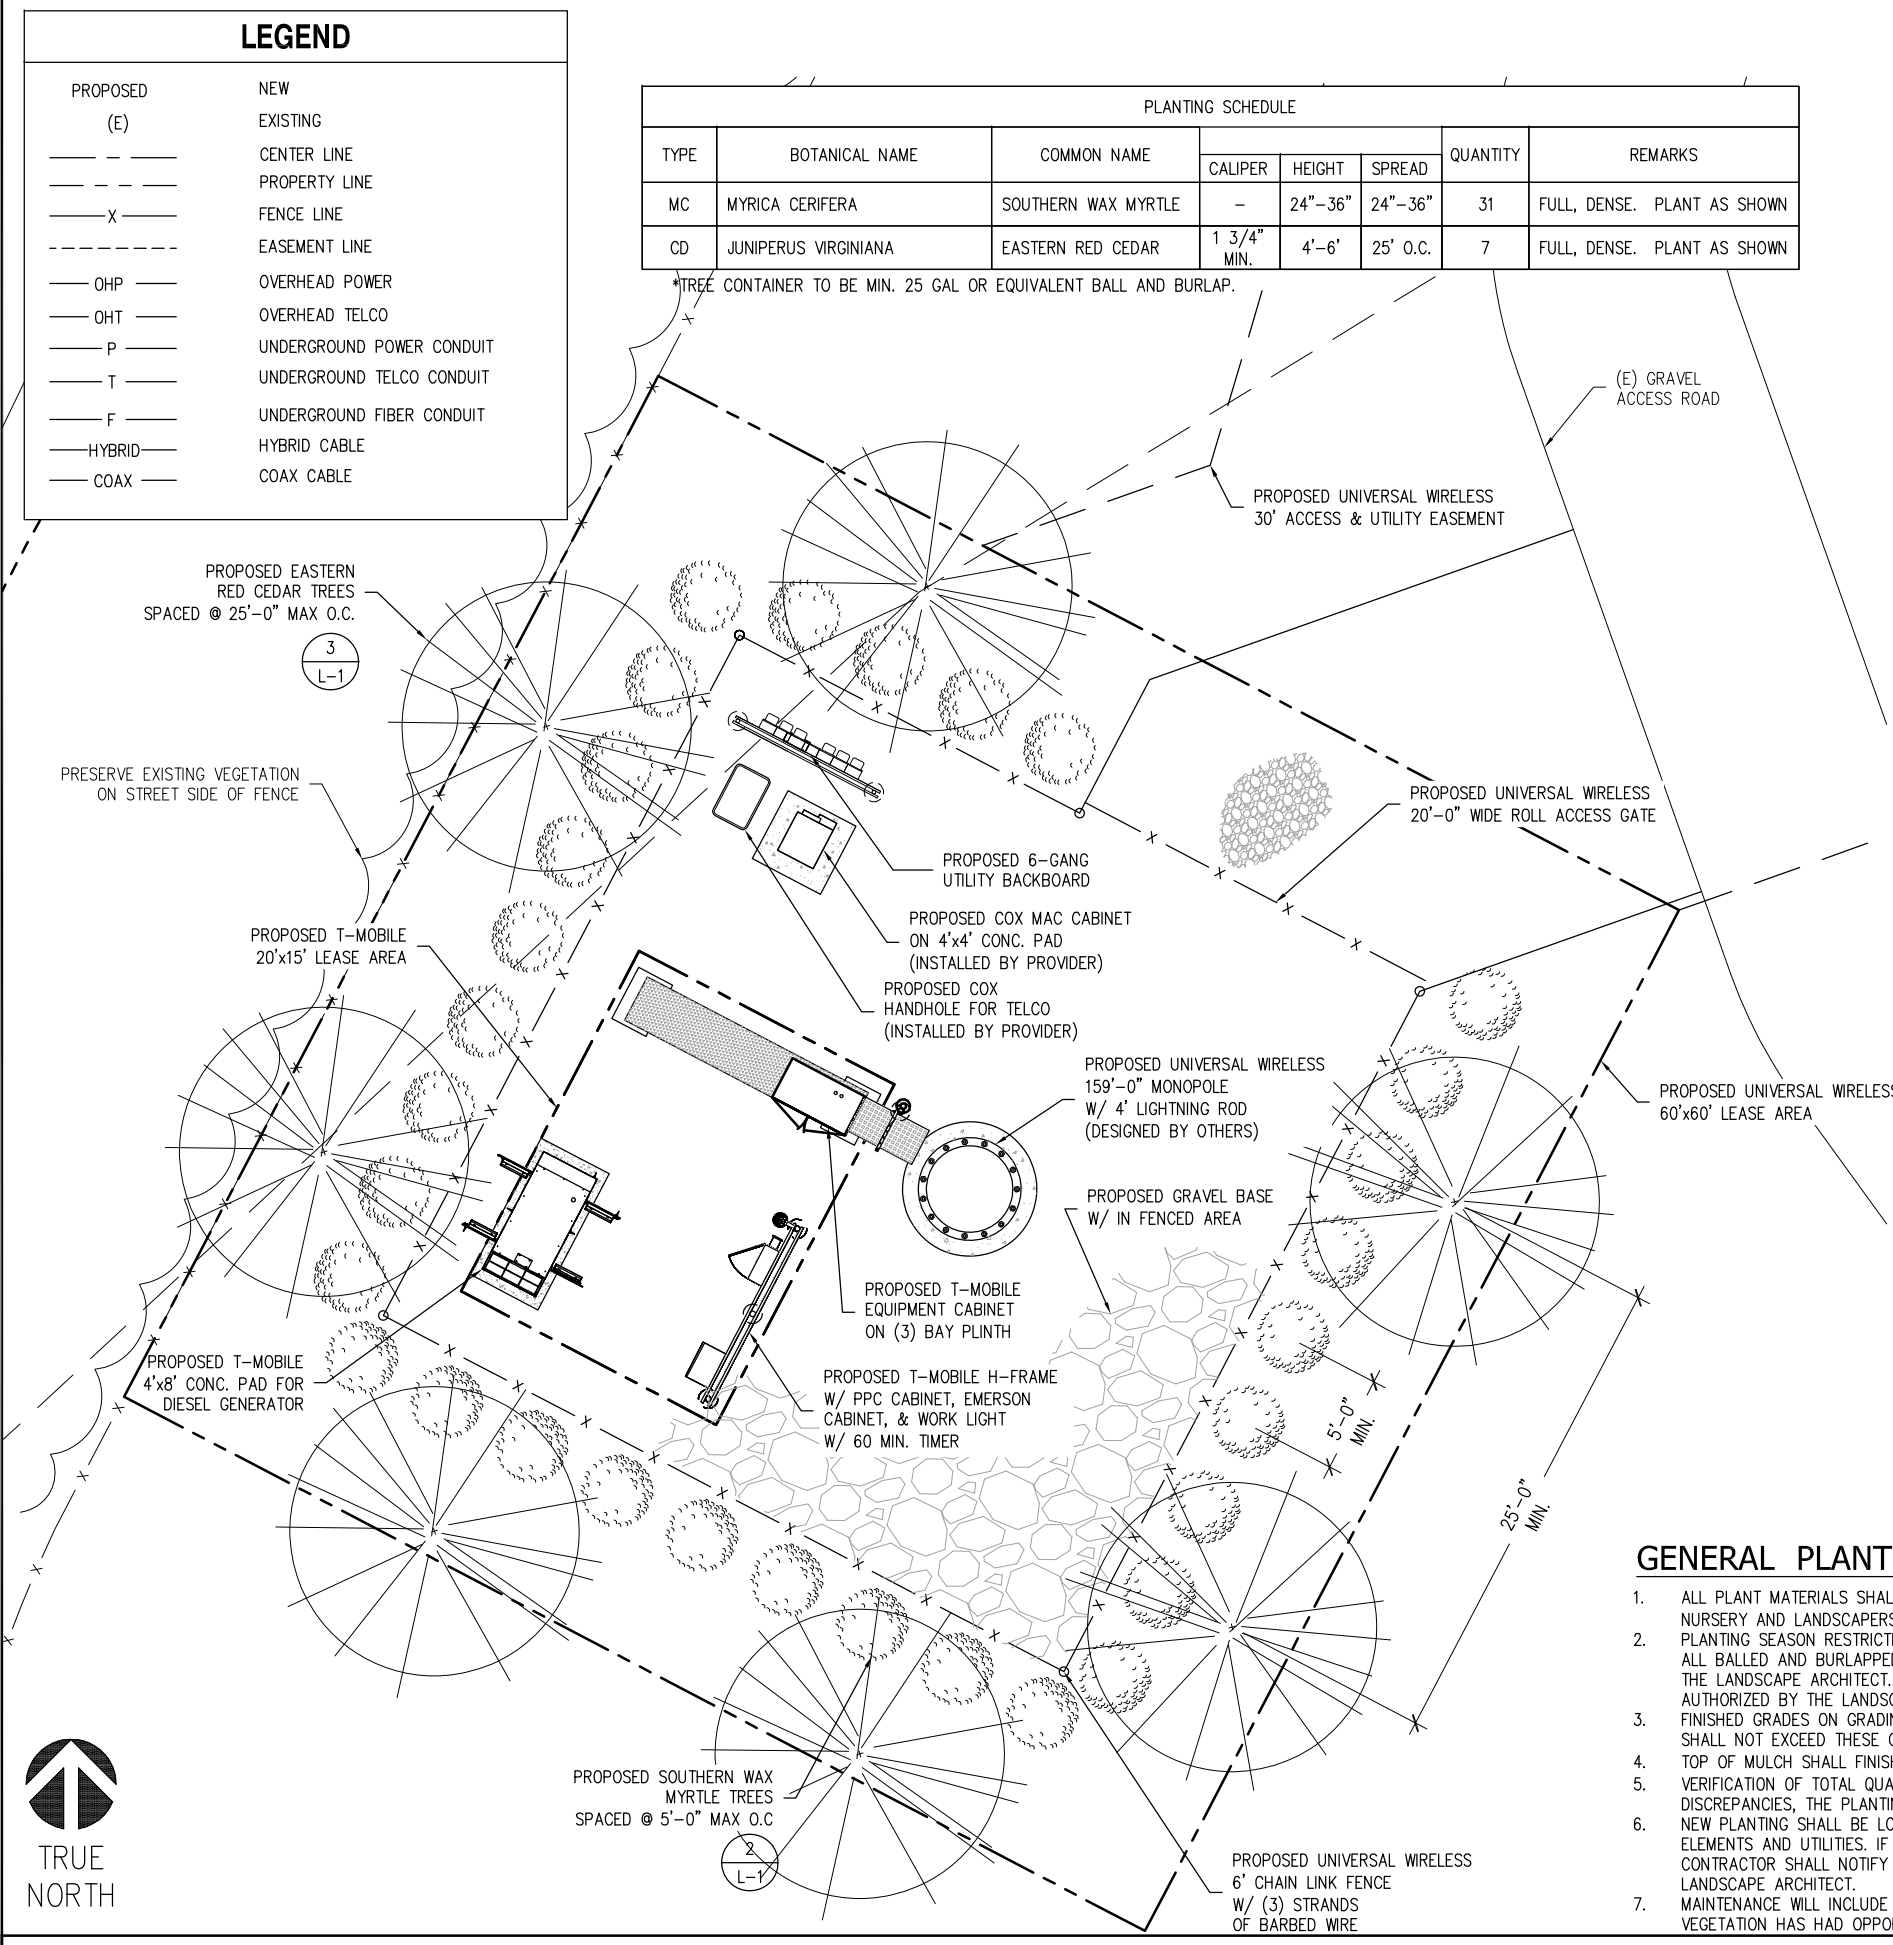 LEGEND
PROPOSED NEW
(E) EXISTING
CENTER LINE
PROPERTY LINE
X FENCE LINE
EASEMENT LINE
OHP OVERHEAD POWER
OHT OVERHEAD TELCO
P UNDERGROUND POWER CONDUIT
T UNDERGROUND TELCO CONDUIT
F UNDERGROUND FIBER CONDUIT
HYBRID HYBRID CABLE
COAX COAX CABLE
PLANTING SCHEDULE
TYPE BOTANICAL NAME COMMON NAME CALIPER HEIGHT SPREAD QUANTITY REMARKS
MC MYRICA CERIFERA SOUTHERN WAX MYRTLE – 24"–36" 24"–36" 31 FULL, DENSE. PLANT AS SHOWN
CD JUNIPERUS VIRGINIANA EASTERN RED CEDAR 1 3/4" MIN. 4'–6' 25' O.C. 7 FULL, DENSE. PLANT AS SHOWN
*TREE CONTAINER TO BE MIN. 25 GAL OR EQUIVALENT BALL AND BURLAP.
(E) GRAVEL
ACCESS ROAD
PROPOSED UNIVERSAL WIRELESS
30' ACCESS & UTILITY EASEMENT
PROPOSED EASTERN
RED CEDAR TREES
SPACED @ 25'–0" MAX O.C.
3
L–1
PRESERVE EXISTING VEGETATION
ON STREET SIDE OF FENCE
PROPOSED UNIVERSAL WIRELESS
20'–0" WIDE ROLL ACCESS GATE
PROPOSED 6–GANG
UTILITY BACKBOARD
PROPOSED COX MAC CABINET
ON 4'x4' CONC. PAD
(INSTALLED BY PROVIDER)
PROPOSED T–MOBILE
20'x15' LEASE AREA
PROPOSED COX
HANDHOLE FOR TELCO
(INSTALLED BY PROVIDER)
PROPOSED UNIVERSAL WIRELESS
159'–0" MONOPOLE
W/ 4' LIGHTNING ROD
(DESIGNED BY OTHERS)
PROPOSED UNIVERSAL WIRELESS
60'x60' LEASE AREA
PROPOSED GRAVEL BASE
W/ IN FENCED AREA
PROPOSED T–MOBILE
EQUIPMENT CABINET
ON (3) BAY PLINTH
PROPOSED T–MOBILE
4'x8' CONC. PAD FOR
DIESEL GENERATOR
PROPOSED T–MOBILE H–FRAME
W/ PPC CABINET, EMERSON
CABINET, & WORK LIGHT
W/ 60 MIN. TIMER
5'–0"
MIN.
25'–0"
MIN.
PROPOSED SOUTHERN WAX
MYRTLE TREES
SPACED @ 5'–0" MAX O.C
2
L–1
PROPOSED UNIVERSAL WIRELESS
6' CHAIN LINK FENCE
W/ (3) STRANDS
OF BARBED WIRE
TRUE
NORTH
GENERAL PLANT
1. ALL PLANT MATERIALS SHAL
NURSERY AND LANDSCAPERS
2. PLANTING SEASON RESTRICT
ALL BALLED AND BURLAPPE
THE LANDSCAPE ARCHITECT.
AUTHORIZED BY THE LANDSC
3. FINISHED GRADES ON GRADIN
SHALL NOT EXCEED THESE
4. TOP OF MULCH SHALL FINISH
5. VERIFICATION OF TOTAL QUA
DISCREPANCIES, THE PLANTIN
6. NEW PLANTING SHALL BE LO
ELEMENTS AND UTILITIES. IF
CONTRACTOR SHALL NOTIFY
LANDSCAPE ARCHITECT.
7. MAINTENANCE WILL INCLUDE
VEGETATION HAS HAD OPPO